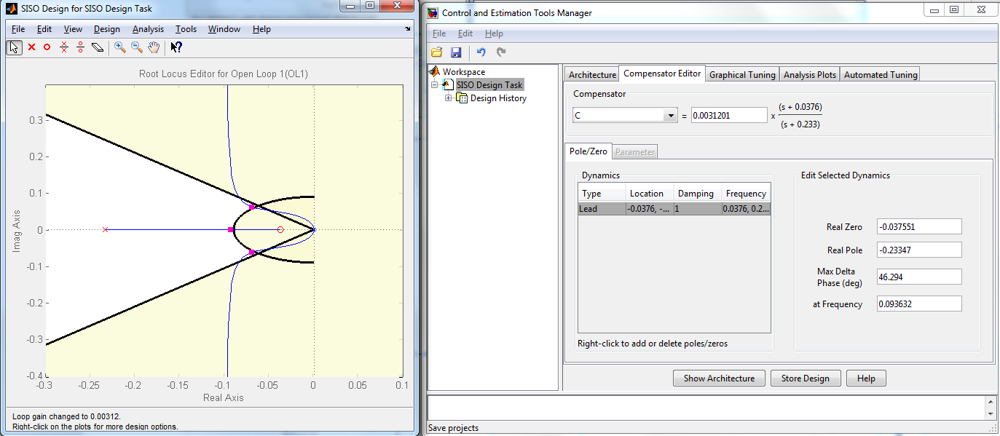 SISO Design for SISO Design Task
File Edit View Design Analysis Tools Window Help
Root Locus Editor for Open Loop 1(OL1)
0.3
0.2
0.1
0
-0.1
-0.2
-0.3
-0.4
Imag Axis
-0.3 -0.25 -0.2 -0.15 -0.1 -0.05 0 0.05 0.1
Real Axis
Loop gain changed to 0.00312.
Right-click on the plots for more design options.
Control and Estimation Tools Manager
File Edit Help
Workspace
SISO Design Task
Design History
Architecture Compensator Editor Graphical Tuning Analysis Plots Automated Tuning
Compensator
C = 0.0031201 x (s + 0.0376)
(s + 0.233)
Pole/Zero Parameter
Dynamics
Type Location Damping Frequency
Lead -0.0376, -... 1 0.0376, 0.2...
Right-click to add or delete poles/zeros
Edit Selected Dynamics
Real Zero -0.037551
Real Pole -0.23347
Max Delta
Phase (deg) 46.294
at Frequency 0.093632
Show Architecture Store Design Help
Save projects